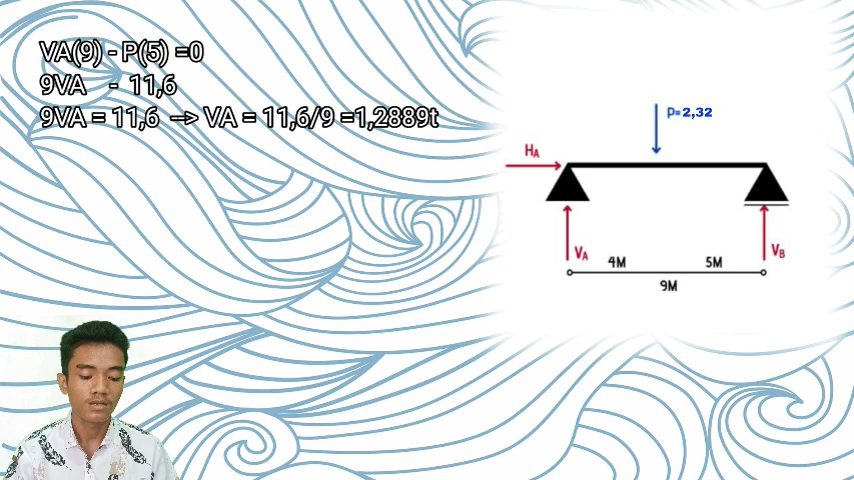 VA(9) - P(5) =0
9VA - 11,6
9VA = 11,6 --> VA = 11,6/9 =1,2889t
P=2,32
HA
VA
VB
4M
5M
9M